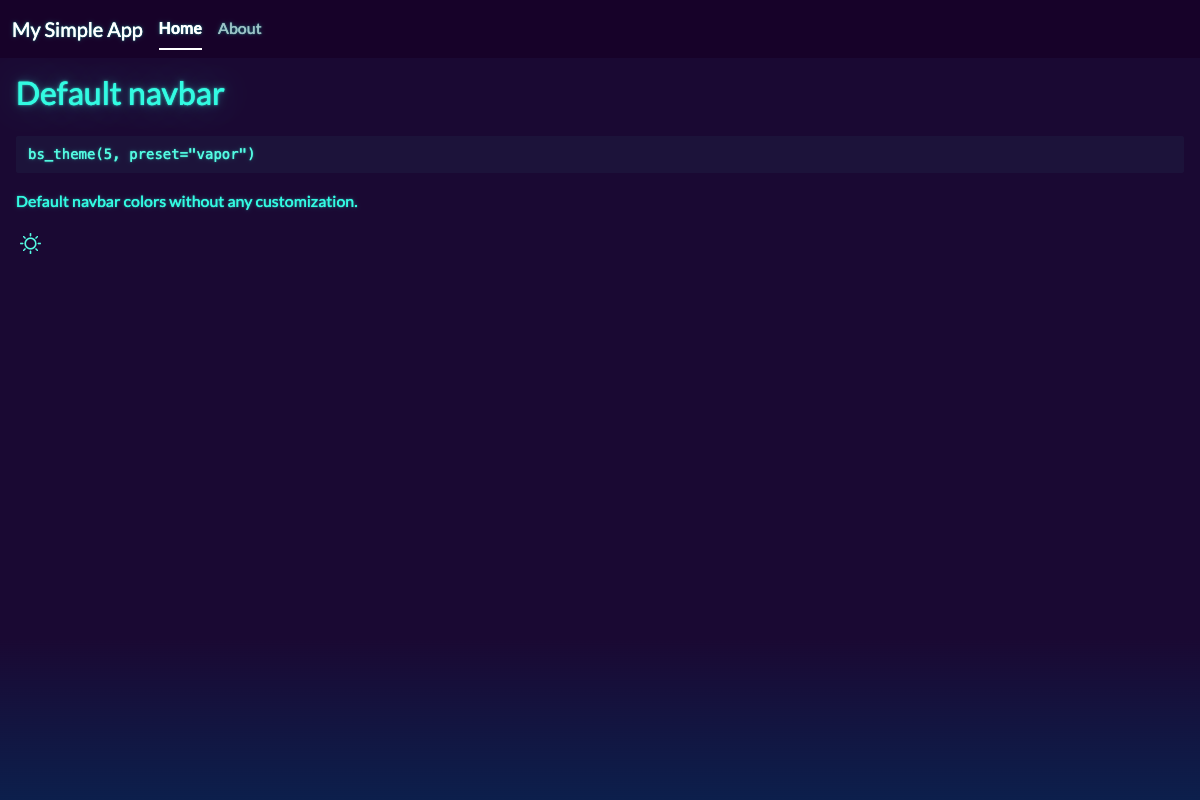 My Simple App Home About
Default navbar
bs_theme(5, preset="vapor")
Default navbar colors without any customization.